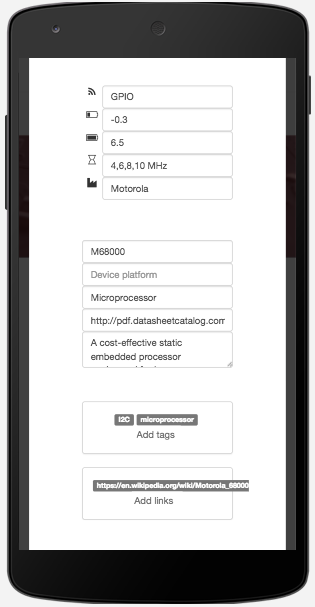 GPIO
-0.3
6.5
4,6,8,10 MHz
Motorola
M68000
Device platform
Microprocessor
http://pdf.datasheetcatalog.com
A cost-effective static
embedded processor
I2C microprocessor
Add tags
https://en.wikipedia.org/wiki/Motorola_68000
Add links